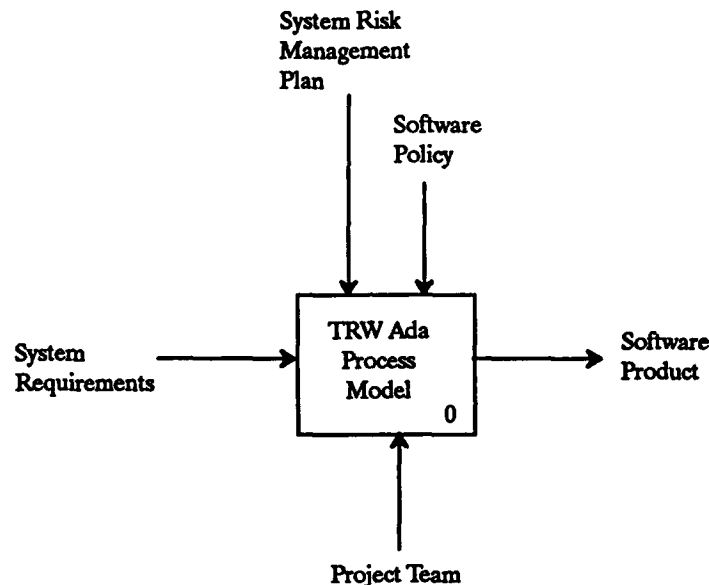 System Risk
Management
Plan
Software
Policy
System
Requirements
TRW Ada
Process
Model
0
Software
Product
Project Team